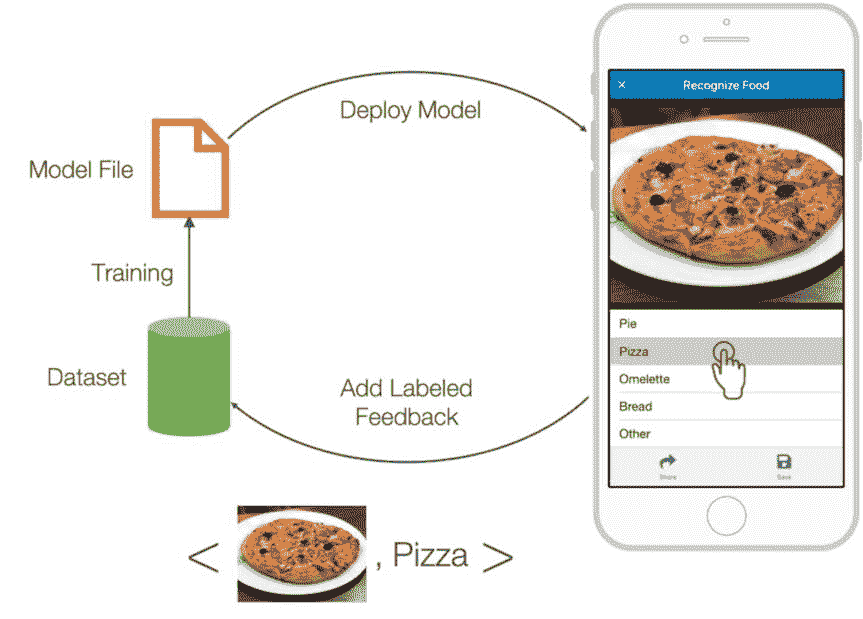 Deploy Model
Model File
Training
Dataset
Add Labeled
Feedback
< , Pizza >
× Recognize Food
Pie
Pizza
Omelette
Bread
Other
Share Save